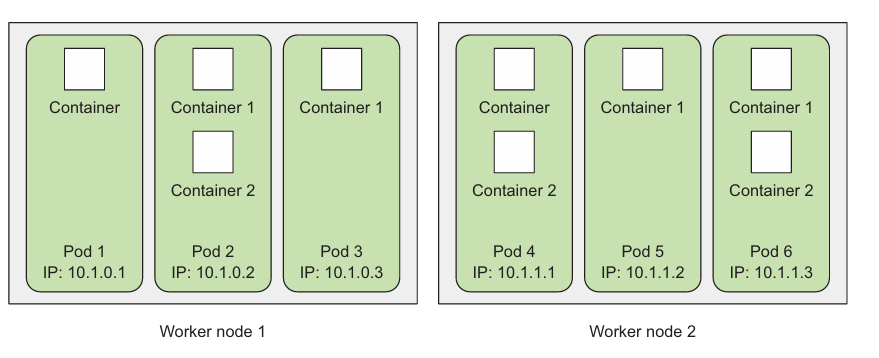 Container
Container 1
Container 1
Container 2
Pod 1
IP: 10.1.0.1
Pod 2
IP: 10.1.0.2
Pod 3
IP: 10.1.0.3
Worker node 1
Container
Container 1
Container 1
Container 2
Container 2
Pod 4
IP: 10.1.1.1
Pod 5
IP: 10.1.1.2
Pod 6
IP: 10.1.1.3
Worker node 2